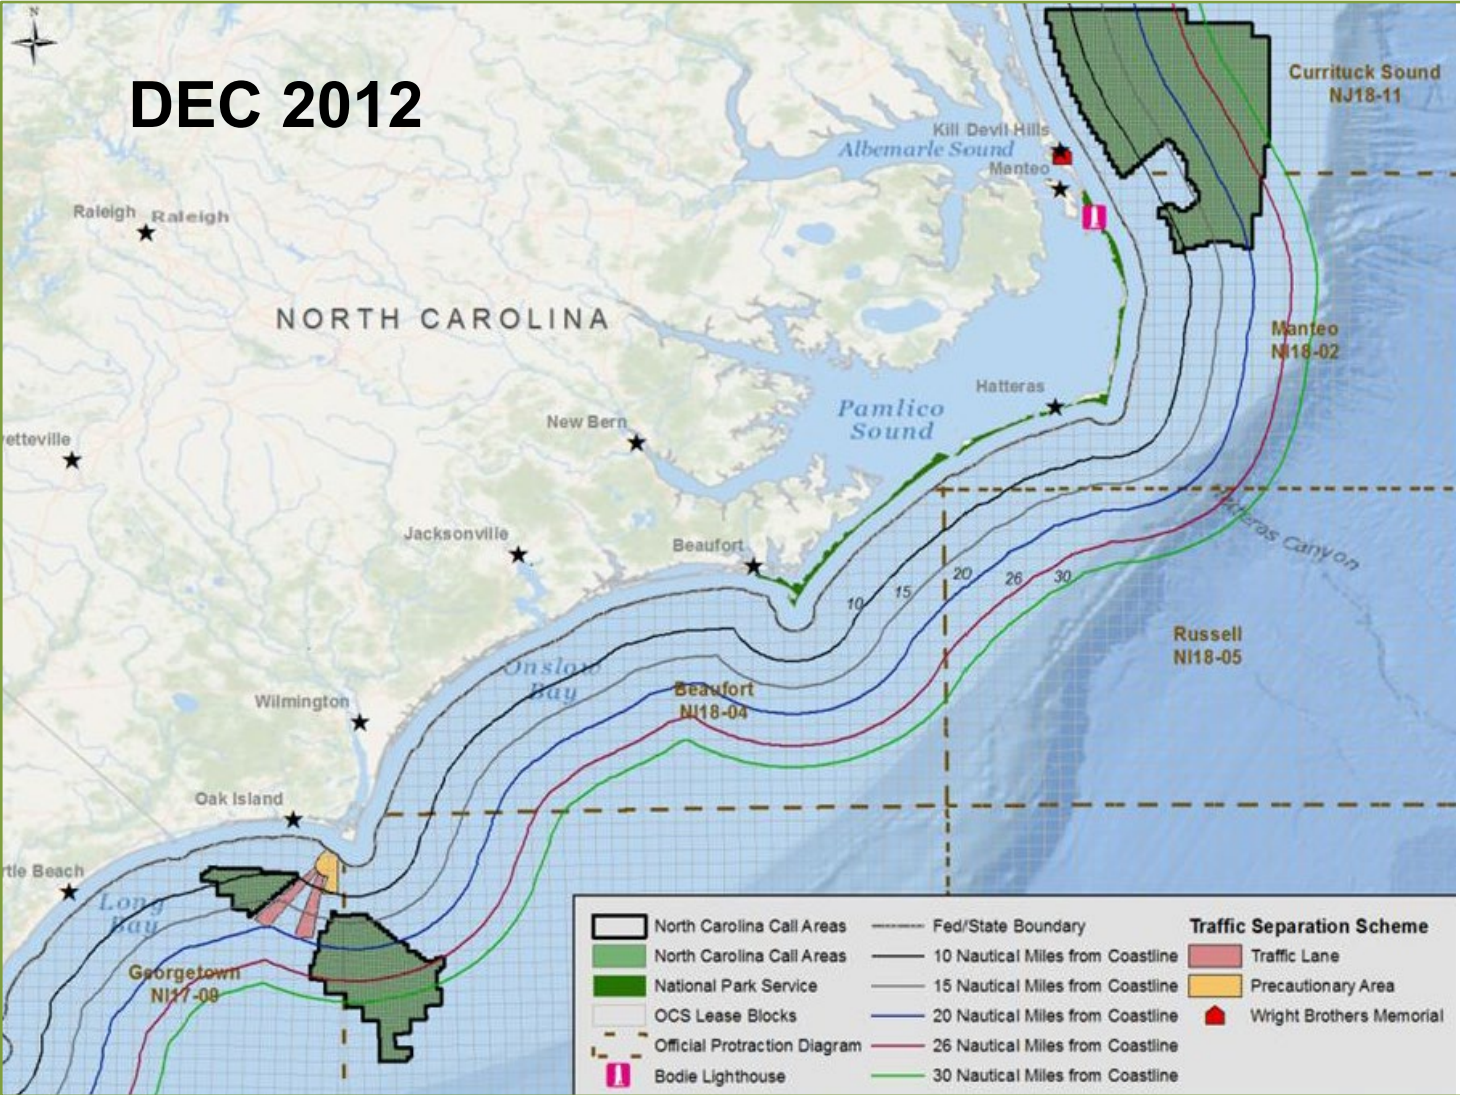 N
DEC 2012
Currituck Sound
NJ18-11
Kill Devil Hills
Albemarle Sound
Manteo
Raleigh
Raleigh
NORTH CAROLINA
Manteo
NI18-02
Hatteras
Pamlico
Sound
New Bern
etteville
Jacksonville
Beaufort
Canyon
10
15
20
26
30
Russell
NI18-05
Onslow
Bay
Beaufort
NI18-04
Wilmington
Oak Island
rtle Beach
Long
Bay
Georgetown
NI17-09
North Carolina Call Areas
North Carolina Call Areas
National Park Service
OCS Lease Blocks
Official Protraction Diagram
Bodie Lighthouse
Fed/State Boundary
10 Nautical Miles from Coastline
15 Nautical Miles from Coastline
20 Nautical Miles from Coastline
26 Nautical Miles from Coastline
30 Nautical Miles from Coastline
Traffic Separation Scheme
Traffic Lane
Precautionary Area
Wright Brothers Memorial